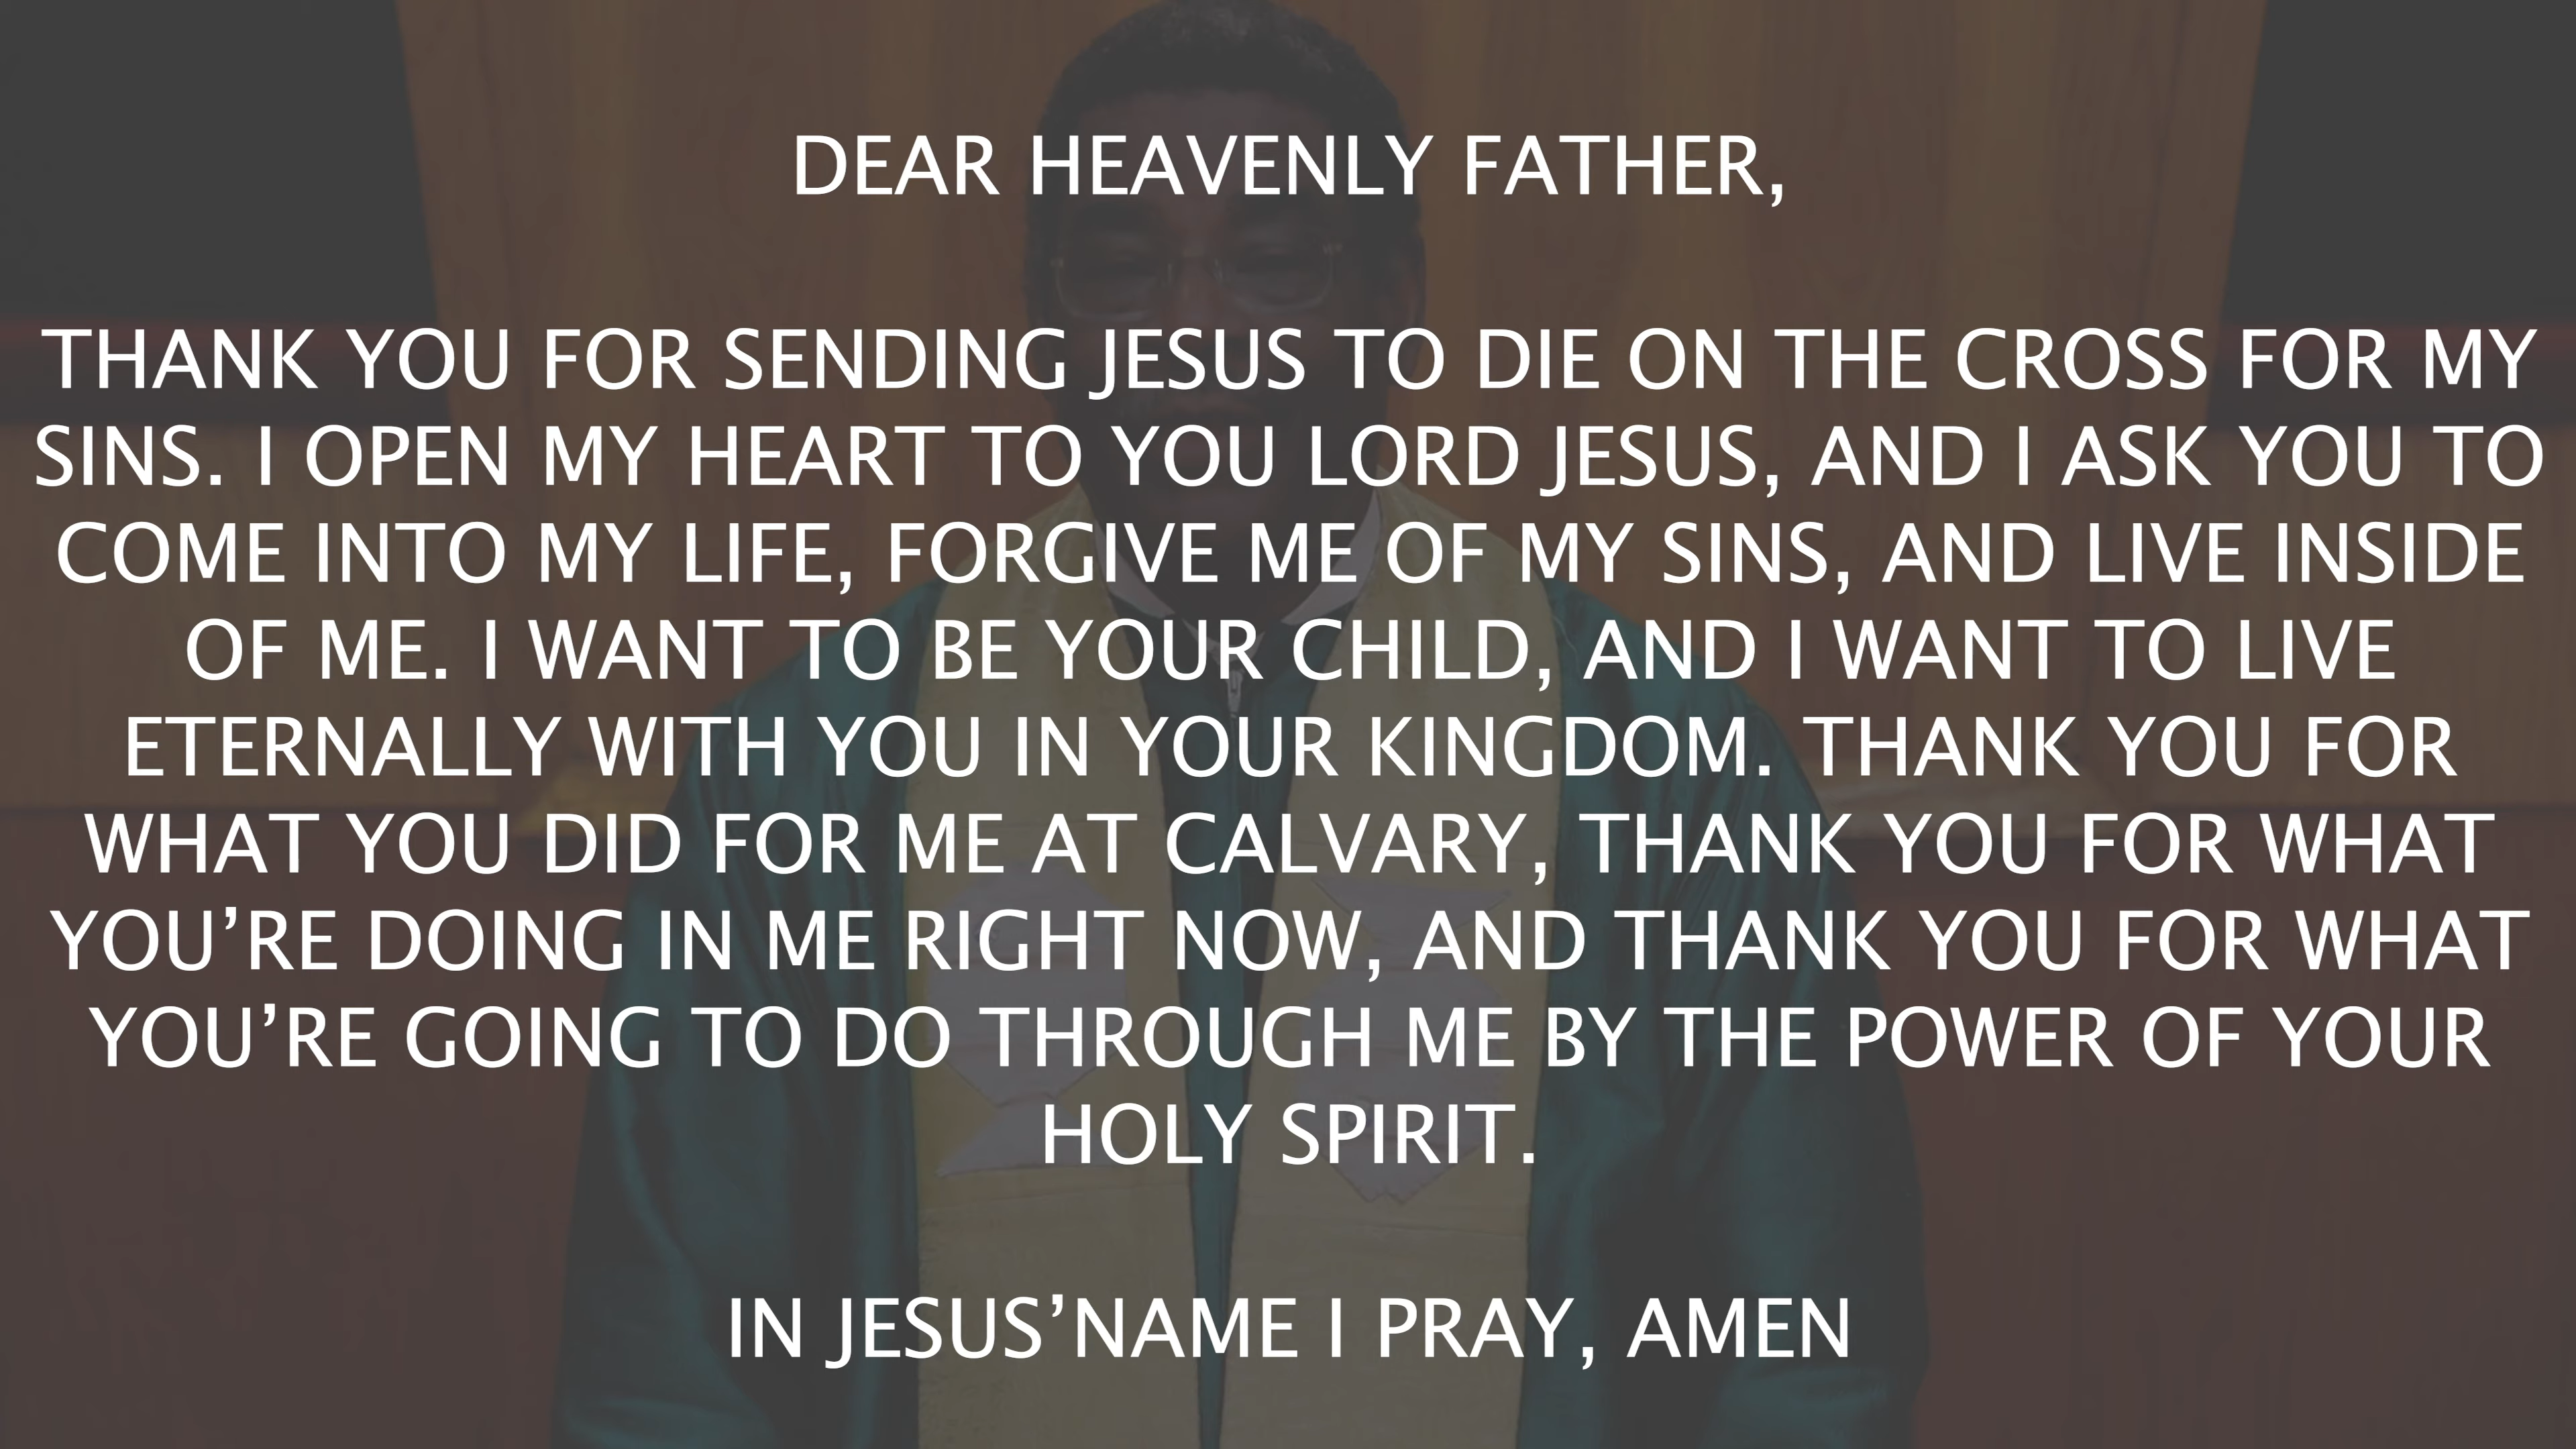 DEAR HEAVENLY FATHER,
THANK YOU FOR SENDING JESUS TO DIE ON THE CROSS FOR MY
SINS. I OPEN MY HEART TO YOU LORD JESUS, AND I ASK YOU TO
COME INTO MY LIFE, FORGIVE ME OF MY SINS, AND LIVE INSIDE
OF ME. I WANT TO BE YOUR CHILD, AND I WANT TO LIVE
ETERNALLY WITH YOU IN YOUR KINGDOM. THANK YOU FOR
WHAT YOU DID FOR ME AT CALVARY, THANK YOU FOR WHAT
YOU’RE DOING IN ME RIGHT NOW, AND THANK YOU FOR WHAT
YOU’RE GOING TO DO THROUGH ME BY THE POWER OF YOUR
HOLY SPIRIT.
IN JESUS’NAME I PRAY, AMEN